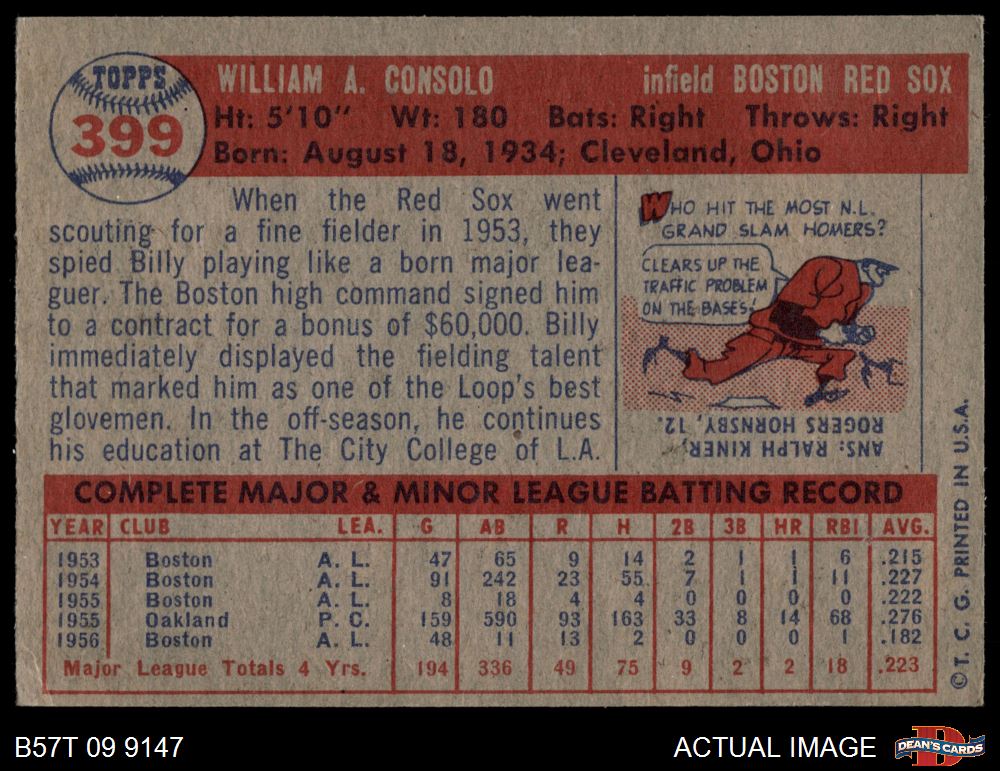 TOPPS
399
WILLIAM A. CONSOLO infield BOSTON RED SOX
Ht: 5'10" Wt: 180 Bats: Right Throws: Right
Born: August 18, 1934; Cleveland, Ohio
When the Red Sox went
scouting for a fine fielder in 1953, they
spied Billy playing like a born major lea-
guer. The Boston high command signed him
to a contract for a bonus of $60,000. Billy
immediately displayed the fielding talent
that marked him as one of the Loop's best
glovemen. In the off-season, he continues
his education at The City College of L.A.
WHO HIT THE MOST N.L.
GRAND SLAM HOMERS?
CLEARS UP THE
TRAFFIC PROBLEM
ON THE BASES!
ANS: RALPH KINER,
ROGERS HORNSBY, 12.
COMPLETE MAJOR & MINOR LEAGUE BATTING RECORD
YEAR CLUB LEA. G AB R H 2B 3B HR RBI AVG.
1953 Boston A. L. 47 65 9 14 2 1 1 6 .215
1954 Boston A. L. 91 242 23 55 7 1 1 11 .227
1955 Boston A. L. 8 18 4 4 0 0 0 0 .222
1955 Oakland P. C. 159 590 93 163 33 8 14 68 .276
1956 Boston A. L. 48 11 13 2 0 0 0 1 .182
Major League Totals 4 Yrs. 194 336 49 75 9 2 2 18 .223
©T. C. G. PRINTED IN U.S.A.
B57T 09 9147
ACTUAL IMAGE
DEAN'S CARDS